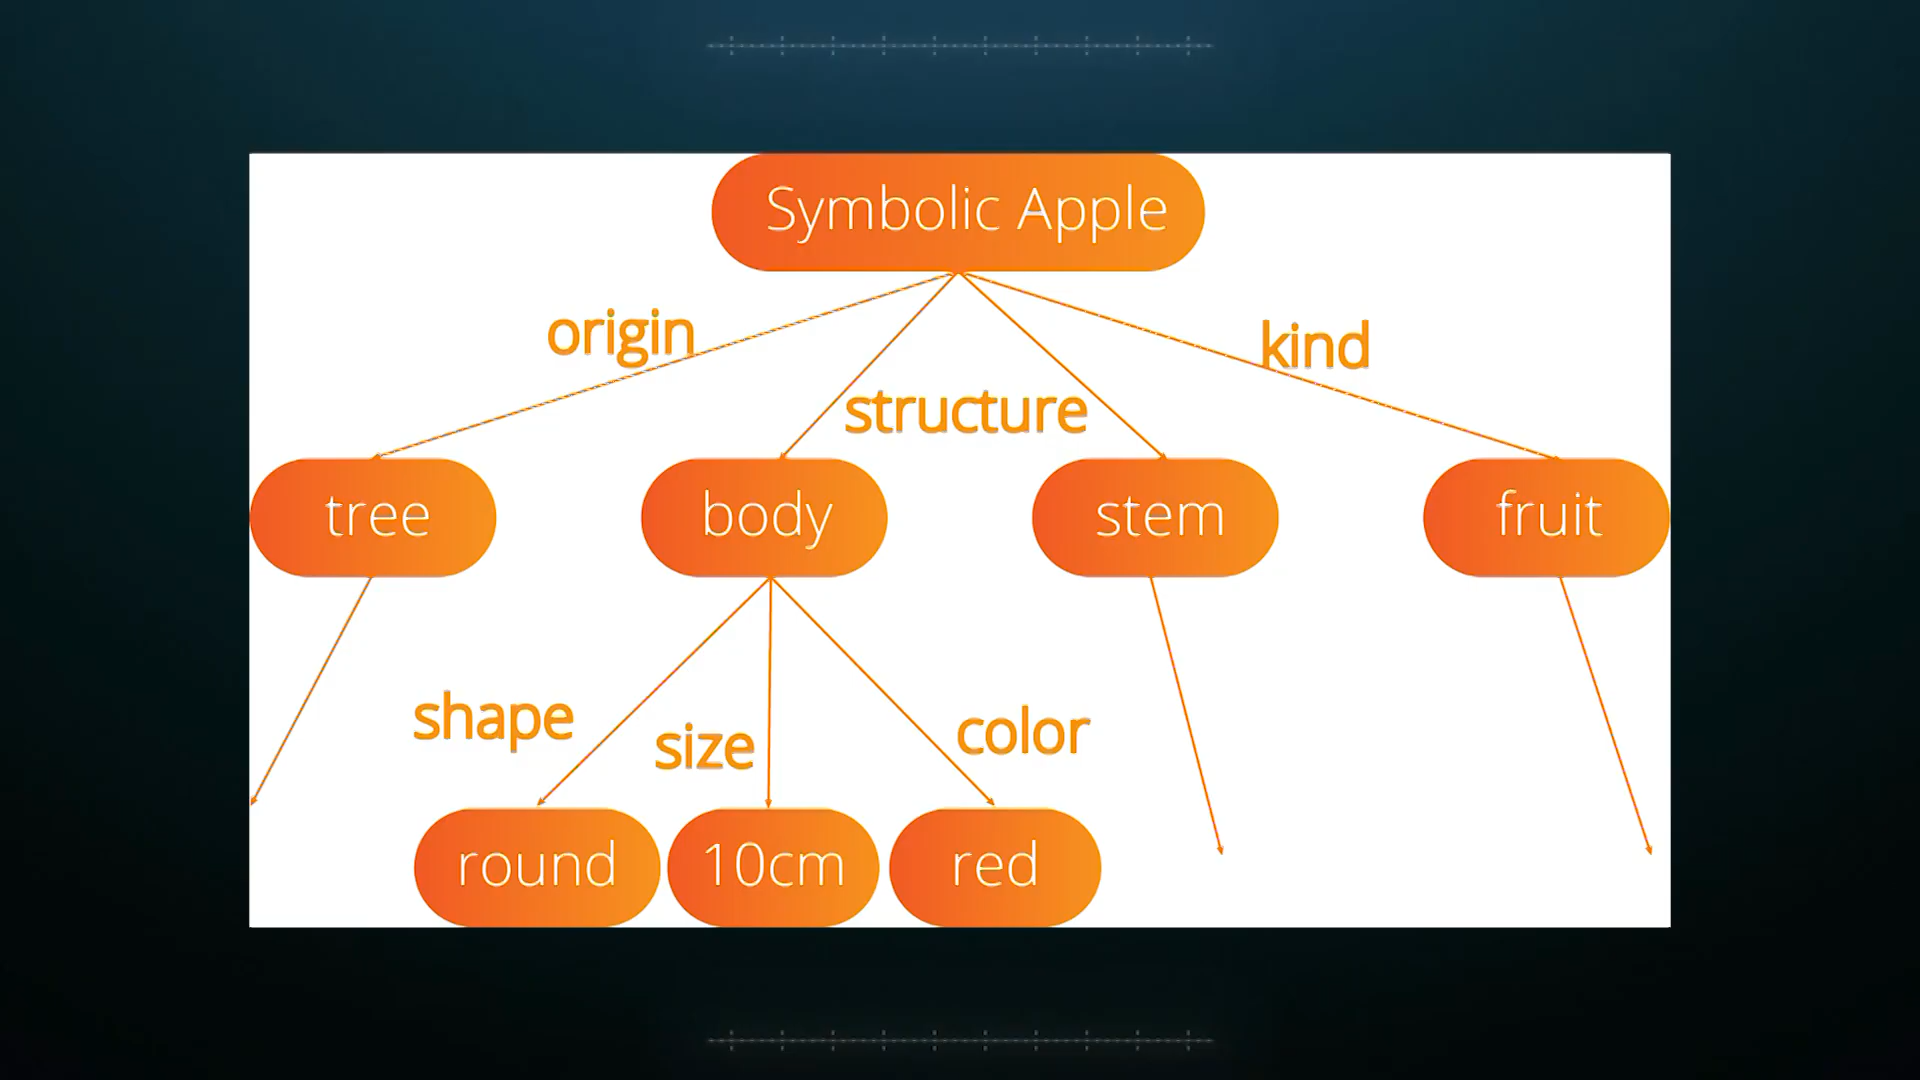 Symbolic Apple
origin
kind
structure
tree
body
stem
fruit
shape
size
color
round
10cm
red